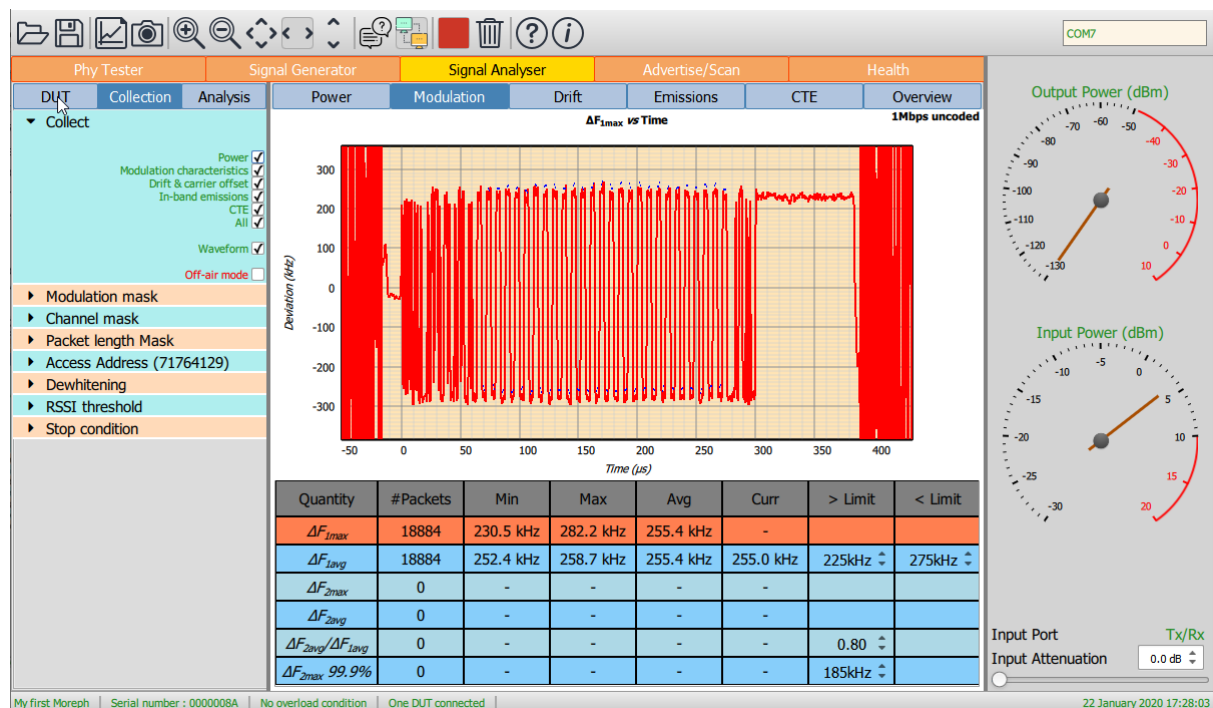 COM7
Phy Tester Signal Generator Signal Analyser Advertise/Scan Health
DUT Collection Analysis
Power Modulation Drift Emissions CTE Overview
Collect
Power
Modulation characteristics
Drift & carrier offset
In-band emissions
CTE
All
Waveform
Off-air mode
Modulation mask
Channel mask
Packet length Mask
Access Address (71764129)
Dewhitening
RSSI threshold
Stop condition
ΔF1max vs Time
1Mbps uncoded
Deviation (kHz)
300
200
100
0
-100
-200
-300
-50 0 50 100 150 200 250 300 350 400
Time (μs)
Quantity #Packets Min Max Avg Curr > Limit < Limit
ΔF1max 18884 230.5 kHz 282.2 kHz 255.4 kHz -
ΔF1avg 18884 252.4 kHz 258.7 kHz 255.4 kHz 255.0 kHz 225kHz 275kHz
ΔF2max 0 - - - -
ΔF2avg 0 - - - -
ΔF2avg/ΔF1avg 0 - - - - 0.80
ΔF2max 99.9% 0 - - - - 185kHz
Output Power (dBm)
-130 -120 -110 -100 -90 -80 -70 -60 -50 -40 -30 -20 -10 0 10
Input Power (dBm)
-30 -25 -20 -15 -10 -5 0 5 10 15 20
Input Port Tx/Rx
Input Attenuation 0.0 dB
My first Moreph Serial number : 0000008A No overload condition One DUT connected 22 January 2020 17:28:03